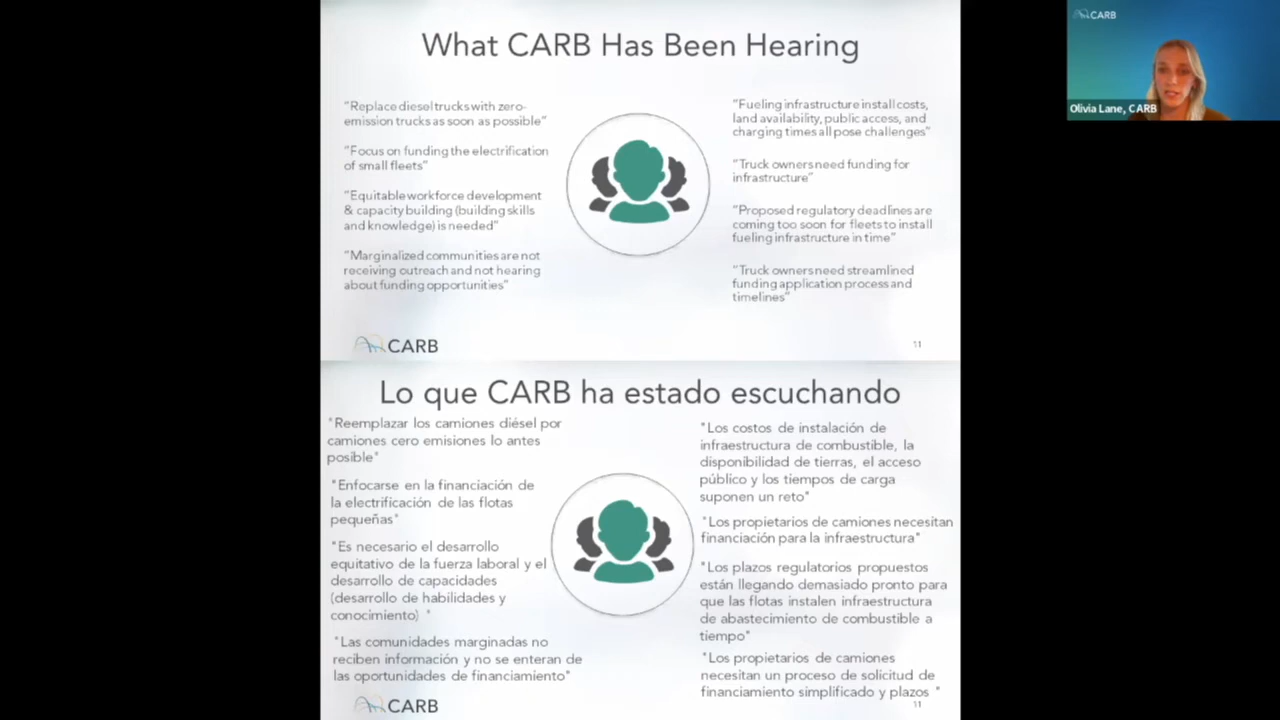 What CARB Has Been Hearing
"Replace diesel trucks with zero-
emission trucks as soon as possible"
"Focus on funding the electrification
of small fleets"
"Equitable workforce development
& capacity building (building skills
and knowledge) is needed"
"Marginalized communities are not
receiving outreach and not hearing
about funding opportunities"
"Fueling infrastructure install costs,
land availability, public access, and
charging times all pose challenges"
"Truck owners need funding for
infrastructure"
"Proposed regulatory deadlines are
coming too soon for fleets to install
fueling infrastructure in time"
"Truck owners need streamlined
funding application process and
timelines"
CARB
11
Lo que CARB ha estado escuchando
"Reemplazar los camiones diésel por
camiones cero emisiones lo antes
posible"
"Enfocarse en la financiación de
la electrificación de las flotas
pequeñas"
"Es necesario el desarrollo
equitativo de la fuerza laboral y el
desarrollo de capacidades
(desarrollo de habilidades y
conocimiento) "
"Las comunidades marginadas no
reciben información y no se enteran de
las oportunidades de financiamiento"
"Los costos de instalación de
infraestructura de combustible, la
disponibilidad de tierras, el acceso
público y los tiempos de carga
suponen un reto"
"Los propietarios de camiones necesitan
financiación para la infraestructura"
"Los plazos regulatorios propuestos
están llegando demasiado pronto para
que las flotas instalen infraestructura
de abastecimiento de combustible a
tiempo"
"Los propietarios de camiones
necesitan un proceso de solicitud de
financiamiento simplificado y plazos "
CARB
11
CARB
Olivia Lane, CARB